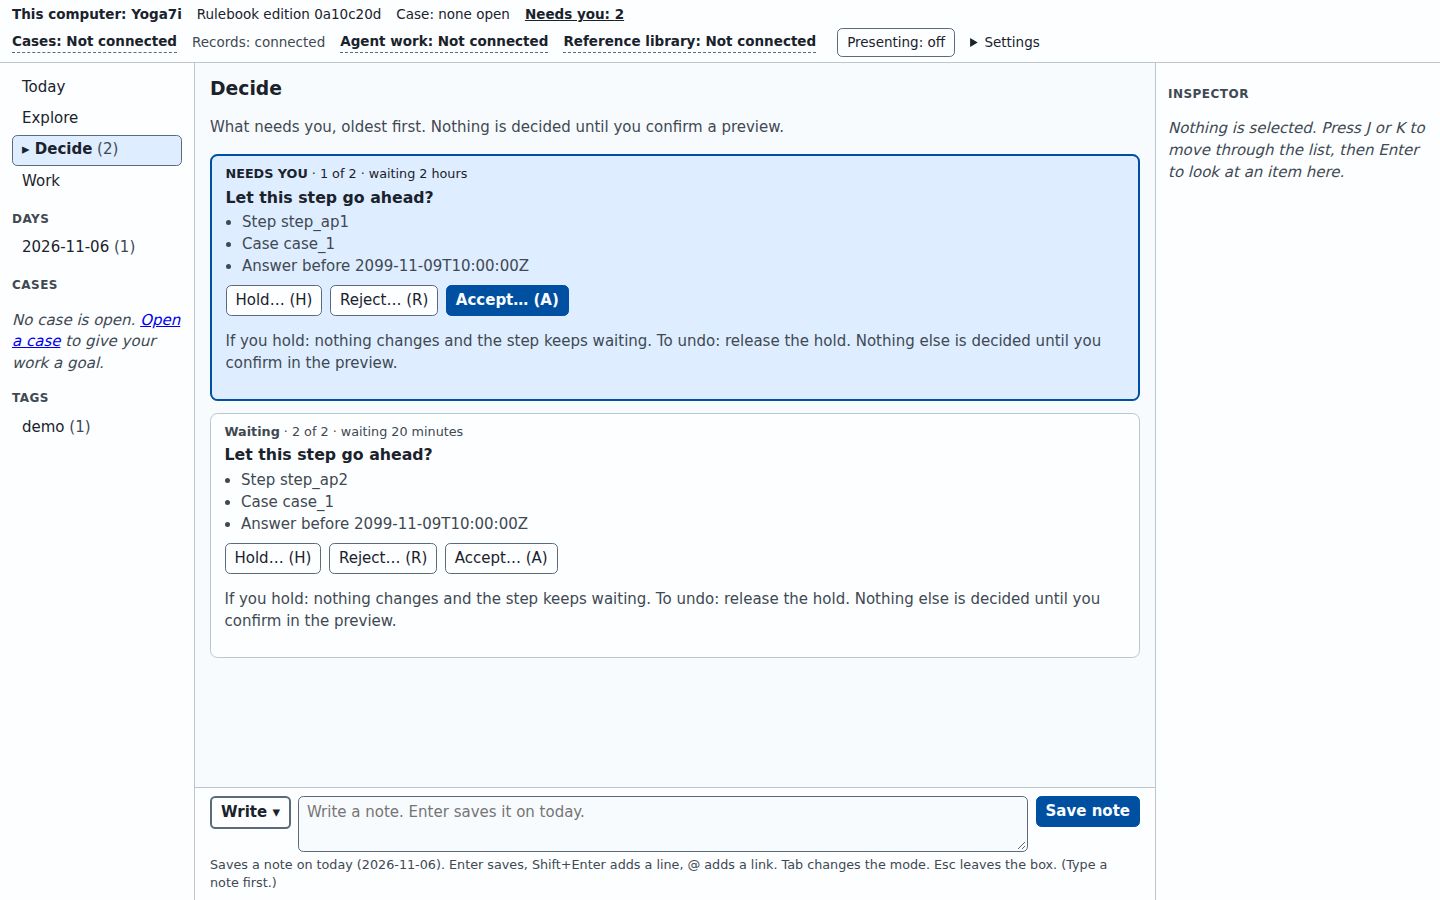 This computer: Yoga7i Rulebook edition 0a10c20d Case: none open Needs you: 2
Cases: Not connected Records: connected Agent work: Not connected Reference library: Not connected Presenting: off ▶ Settings
Today
Explore
▸ Decide (2)
Work
DAYS
2026-11-06 (1)
CASES
No case is open. Open
a case to give your
work a goal.
TAGS
demo (1)
Decide
What needs you, oldest first. Nothing is decided until you confirm a preview.
NEEDS YOU · 1 of 2 · waiting 2 hours
Let this step go ahead?
• Step step_ap1
• Case case_1
• Answer before 2099-11-09T10:00:00Z
Hold... (H) Reject... (R) Accept... (A)
If you hold: nothing changes and the step keeps waiting. To undo: release the hold. Nothing else is decided until you
confirm in the preview.
Waiting · 2 of 2 · waiting 20 minutes
Let this step go ahead?
• Step step_ap2
• Case case_1
• Answer before 2099-11-09T10:00:00Z
Hold... (H) Reject... (R) Accept... (A)
If you hold: nothing changes and the step keeps waiting. To undo: release the hold. Nothing else is decided until you
confirm in the preview.
Write ▾ Write a note. Enter saves it on today. Save note
Saves a note on today (2026-11-06). Enter saves, Shift+Enter adds a line, @ adds a link. Tab changes the mode. Esc leaves the box. (Type a
note first.)
INSPECTOR
Nothing is selected. Press J or K to
move through the list, then Enter
to look at an item here.